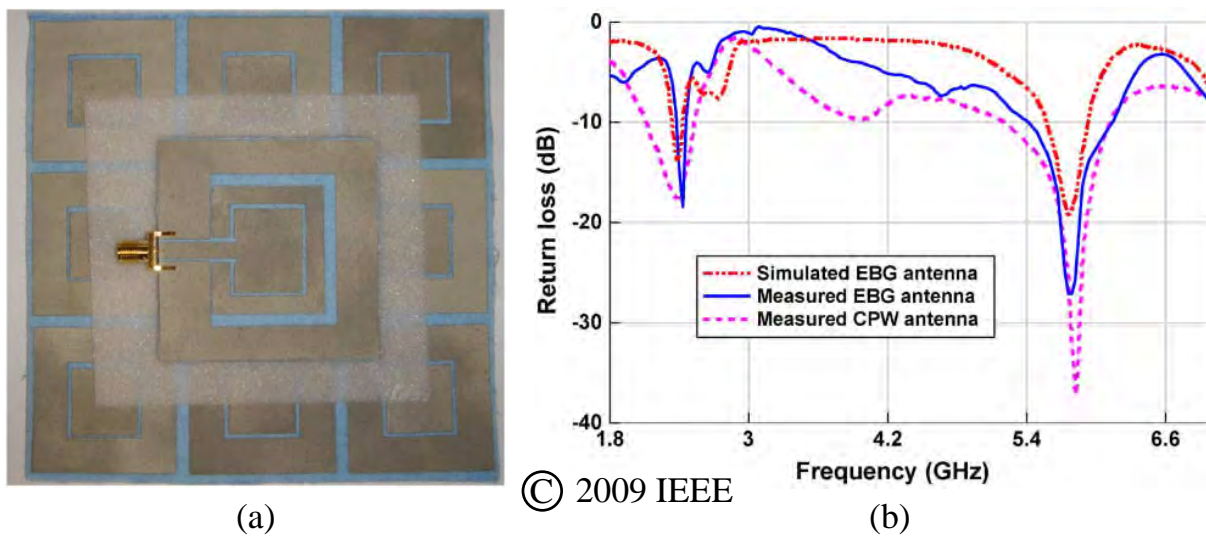 0
-10
-20
-30
-40
Return loss (dB)
Simulated EBG antenna
Measured EBG antenna
Measured CPW antenna
1.8
3
4.2
5.4
6.6
Frequency (GHz)
© 2009 IEEE
(a)
(b)